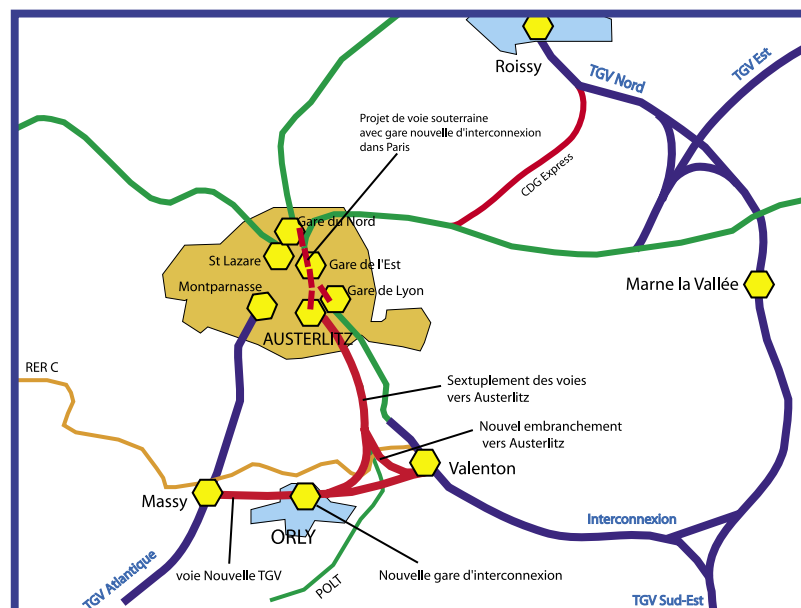 Roissy
TGV Nord
TGV Est
Projet de voie souterraine
avec gare nouvelle d'interconnexion
dans Paris
CDG Express
Gare du Nord
St Lazare
Gare de l'Est
Montparnasse
Gare de Lyon
Marne la Vallée
AUSTERLITZ
RER C
Sextuplement des voies
vers Austerlitz
Nouvel embranchement
vers Austerlitz
Valenton
Massy
ORLY
Interconnexion
TGV Atlantique
voie Nouvelle TGV
POLT
Nouvelle gare d'interconnexion
TGV Sud-Est